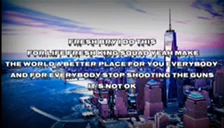 FRESH BRV I DO THIS
FOR LIFE FRESH KING SQUAD YEAH MAKE
THE WORLD A BETTER PLACE FOR YOU EVERYBODY
AND FOR EVERYBODY STOP SHOOTING THE GUNS
IT'S NOT OK